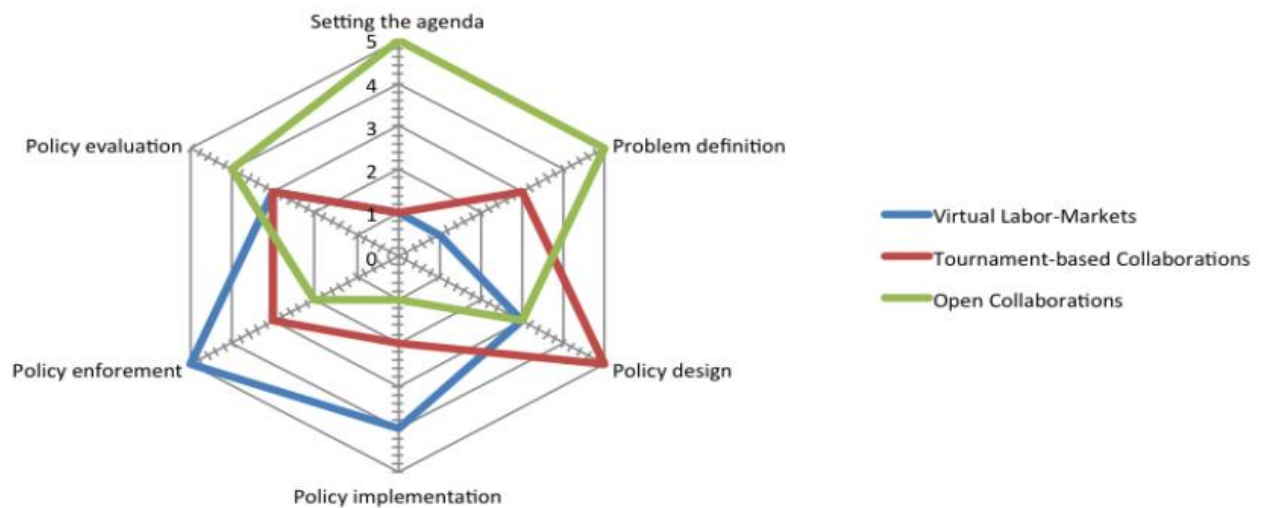 Setting the agenda
5
4
3
2
1
0
Policy evaluation
Problem definition
Policy enforement
Policy design
Policy implementation
Virtual Labor-Markets
Tournament-based Collaborations
Open Collaborations